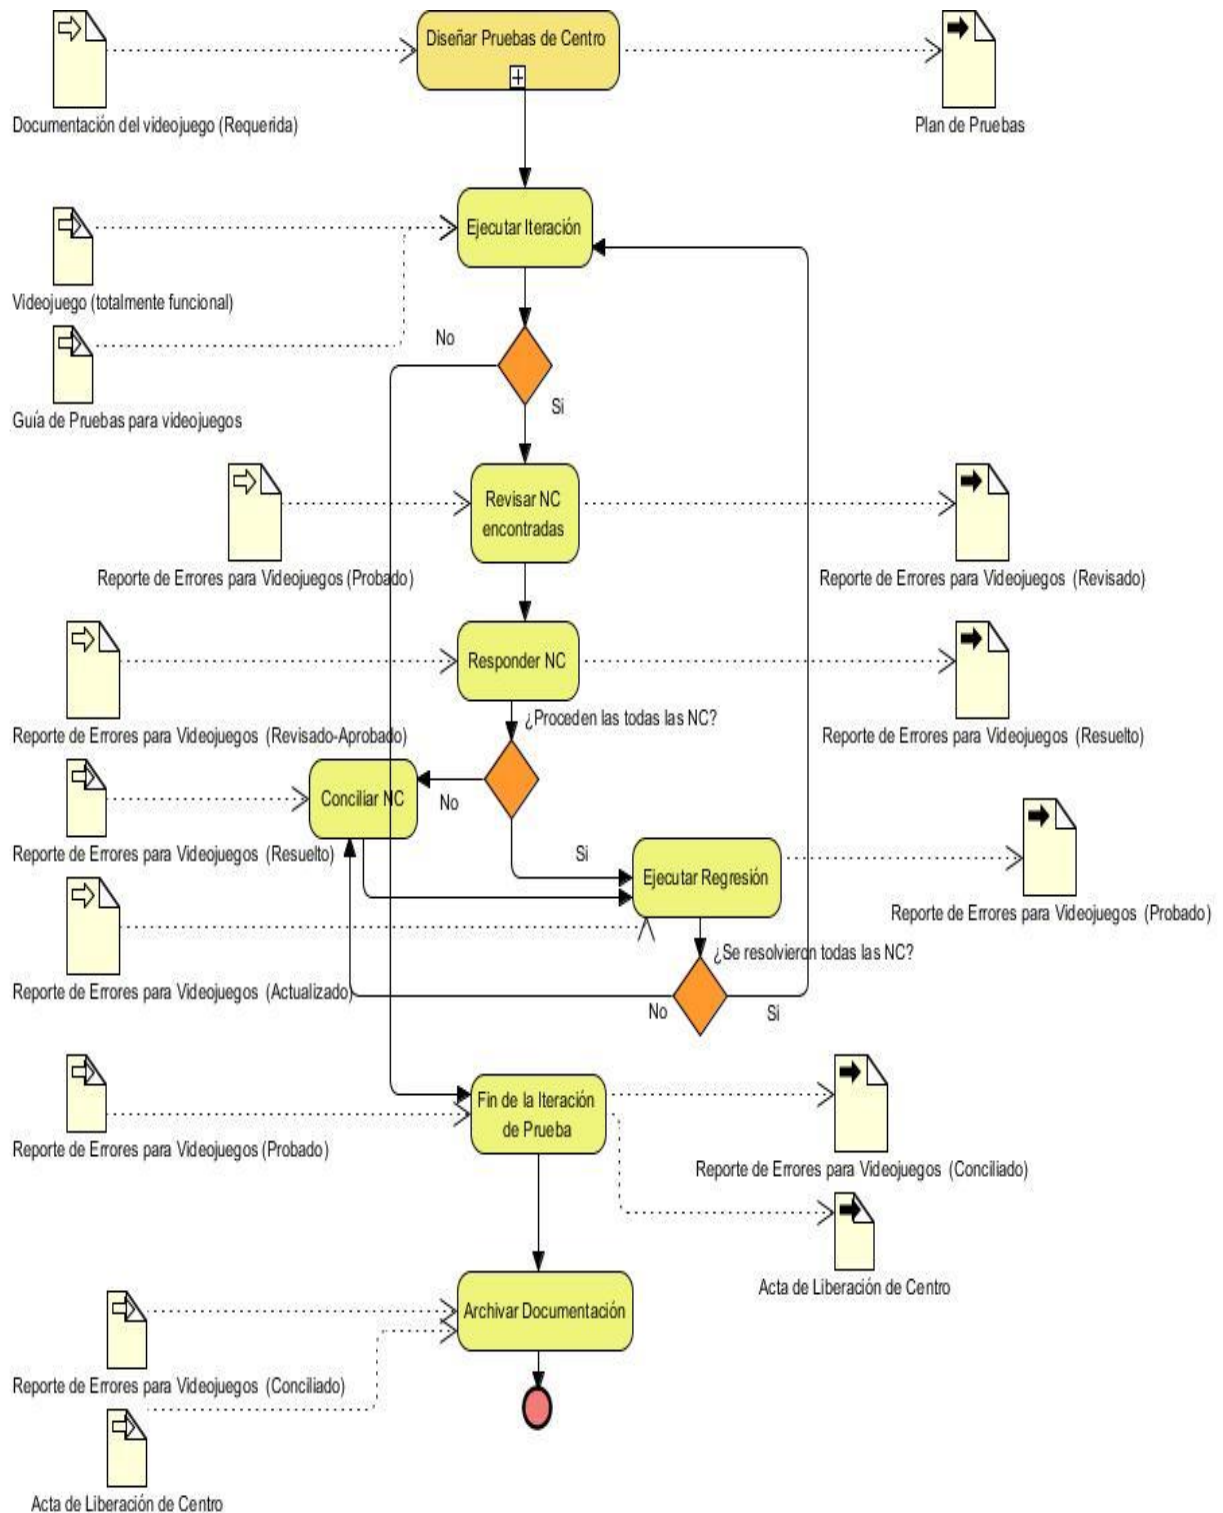 Diseñar Pruebas de Centro
Documentación del videojuego (Requerida)
Plan de Pruebas
Ejecutar Iteración
Videojuego (totalmente funcional)
No
Si
Guía de Pruebas para videojuegos
Revisar NC
encontradas
Reporte de Errores para Videojuegos (Probado)
Reporte de Errores para Videojuegos (Revisado)
Responder NC
¿Proceden las todas las NC?
Reporte de Errores para Videojuegos (Revisado-Aprobado)
Reporte de Errores para Videojuegos (Resuelto)
Conciliar NC
No
Reporte de Errores para Videojuegos (Resuelto)
Si
Ejecutar Regresión
Reporte de Errores para Videojuegos (Probado)
¿Se resolvieron todas las NC?
Reporte de Errores para Videojuegos (Actualizado)
No
Si
Fin de la Iteración
de Prueba
Reporte de Errores para Videojuegos (Probado)
Reporte de Errores para Videojuegos (Conciliado)
Acta de Liberación de Centro
Archivar Documentación
Reporte de Errores para Videojuegos (Conciliado)
Acta de Liberación de Centro